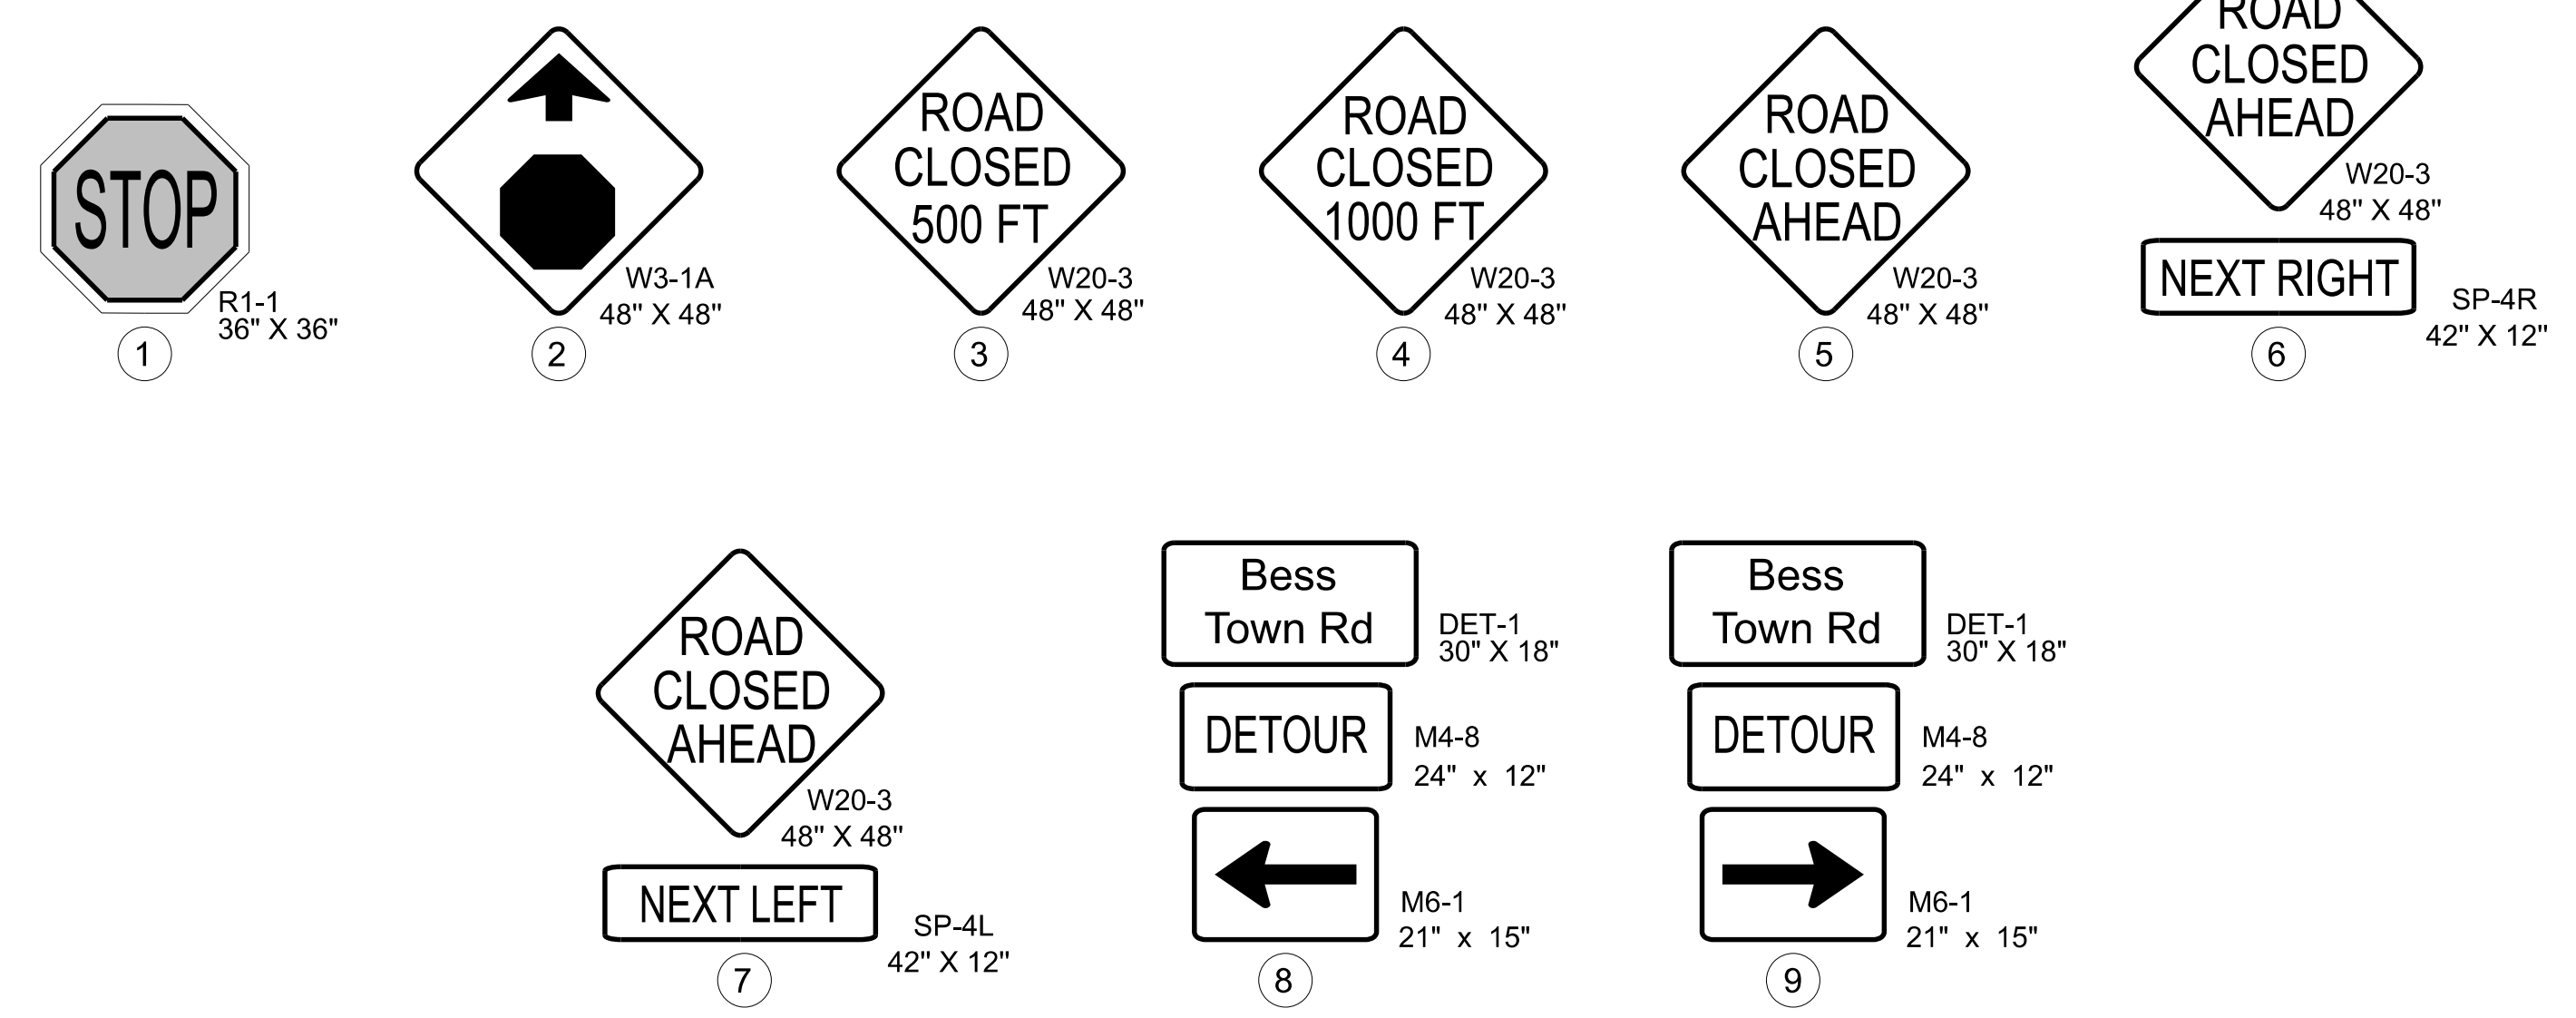 STOP
R1-1
36" X 36"
1
W3-1A
48" X 48"
2
ROAD
CLOSED
500 FT
W20-3
48" X 48"
3
ROAD
CLOSED
1000 FT
W20-3
48" X 48"
4
ROAD
CLOSED
AHEAD
W20-3
48" X 48"
5
ROAD
CLOSED
AHEAD
W20-3
48" X 48"
NEXT RIGHT
SP-4R
42" X 12"
6
ROAD
CLOSED
AHEAD
W20-3
48" X 48"
NEXT LEFT
SP-4L
42" X 12"
7
Bess
Town Rd
DET-1
30" X 18"
DETOUR
M4-8
24" x 12"
M6-1
21" x 15"
8
Bess
Town Rd
DET-1
30" X 18"
DETOUR
M4-8
24" x 12"
M6-1
21" x 15"
9